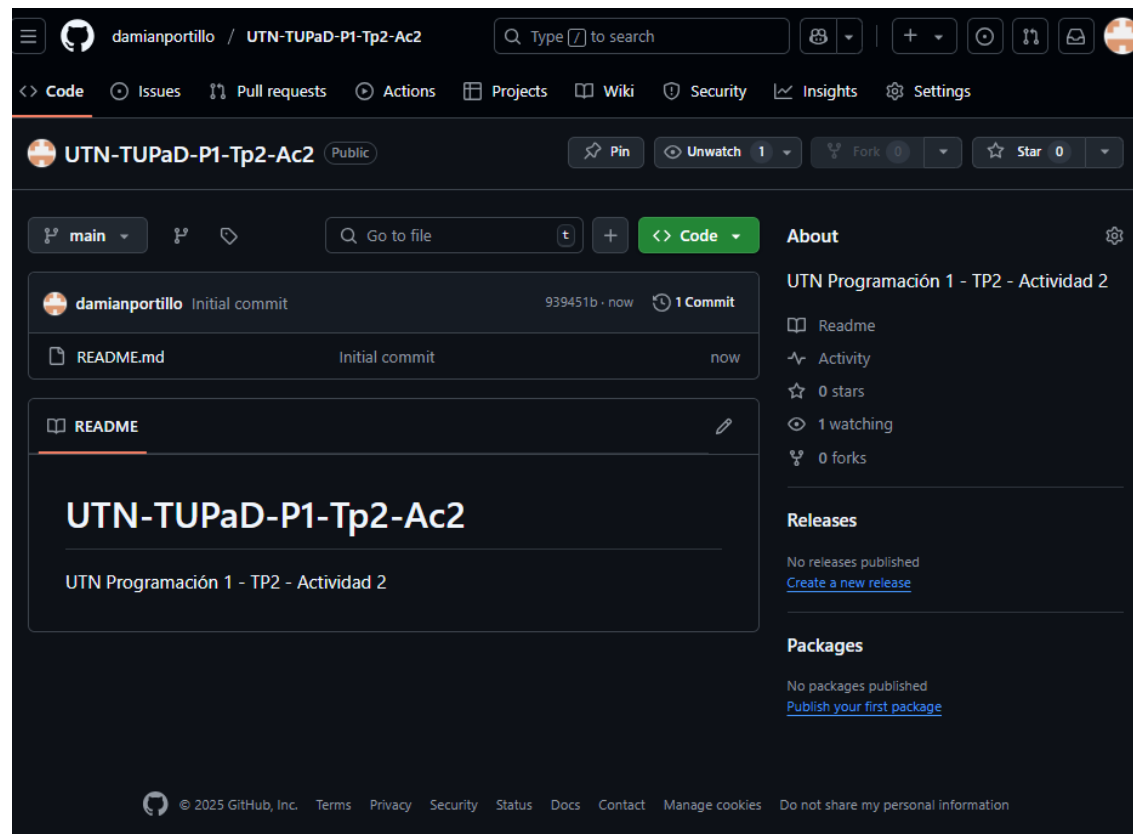 damianportillo / UTN-TUPaD-P1-Tp2-Ac2
Type / to search
Code Issues Pull requests Actions Projects Wiki Security Insights Settings
UTN-TUPaD-P1-Tp2-Ac2 Public
Pin Unwatch 1 Fork 0 Star 0
main
Go to file t
Code
damianportillo Initial commit 939451b · now 1 Commit
README.md Initial commit now
README
UTN-TUPaD-P1-Tp2-Ac2
UTN Programación 1 - TP2 - Actividad 2
About
UTN Programación 1 - TP2 - Actividad 2
Readme
Activity
0 stars
1 watching
0 forks
Releases
No releases published
Create a new release
Packages
No packages published
Publish your first package
© 2025 GitHub, Inc. Terms Privacy Security Status Docs Contact Manage cookies Do not share my personal information